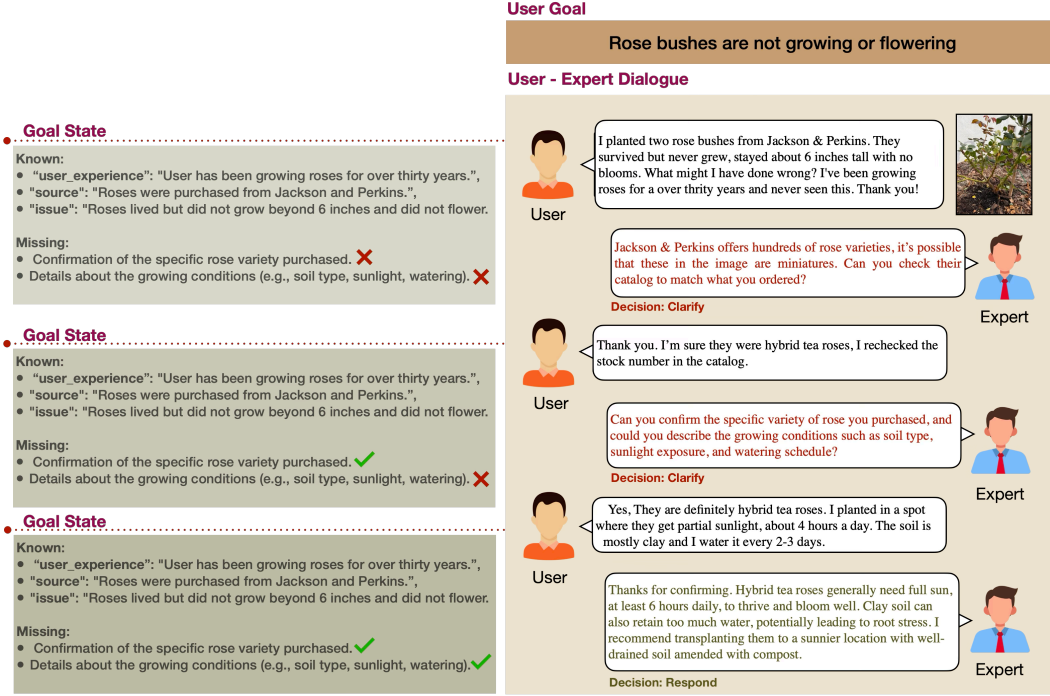 User Goal
Rose bushes are not growing or flowering
User - Expert Dialogue
Goal State
Known:
• “user_experience”: "User has been growing roses for over thirty years.”,
• "source": "Roses were purchased from Jackson and Perkins.”,
• "issue": "Roses lived but did not grow beyond 6 inches and did not flower.
Missing:
• Confirmation of the specific rose variety purchased. ❌
• Details about the growing conditions (e.g., soil type, sunlight, watering). ❌
I planted two rose bushes from Jackson & Perkins. They
survived but never grew, stayed about 6 inches tall with no
blooms. What might I have done wrong? I've been growing
roses for a over thrity years and never seen this. Thank you!
User
Jackson & Perkins offers hundreds of rose varieties, it’s possible
that these in the image are miniatures. Can you check their
catalog to match what you ordered?
Decision: Clarify
Expert
Goal State
Known:
• “user_experience”: "User has been growing roses for over thirty years.”,
• "source": "Roses were purchased from Jackson and Perkins.”,
• "issue": "Roses lived but did not grow beyond 6 inches and did not flower.
Missing:
• Confirmation of the specific rose variety purchased. ✓
• Details about the growing conditions (e.g., soil type, sunlight, watering). ❌
Thank you. I’m sure they were hybrid tea roses, I rechecked the
stock number in the catalog.
User
Can you confirm the specific variety of rose you purchased, and
could you describe the growing conditions such as soil type,
sunlight exposure, and watering schedule?
Decision: Clarify
Expert
Goal State
Known:
• “user_experience”: "User has been growing roses for over thirty years.”,
• "source": "Roses were purchased from Jackson and Perkins.”,
• "issue": "Roses lived but did not grow beyond 6 inches and did not flower.
Missing:
• Confirmation of the specific rose variety purchased. ✓
• Details about the growing conditions (e.g., soil type, sunlight, watering). ✓
Yes, They are definitely hybrid tea roses. I planted in a spot
where they get partial sunlight, about 4 hours a day. The soil is
mostly clay and I water it every 2-3 days.
User
Thanks for confirming. Hybrid tea roses generally need full sun,
at least 6 hours daily, to thrive and bloom well. Clay soil can
also retain too much water, potentially leading to root stress. I
recommend transplanting them to a sunnier location with well-
drained soil amended with compost.
Decision: Respond
Expert